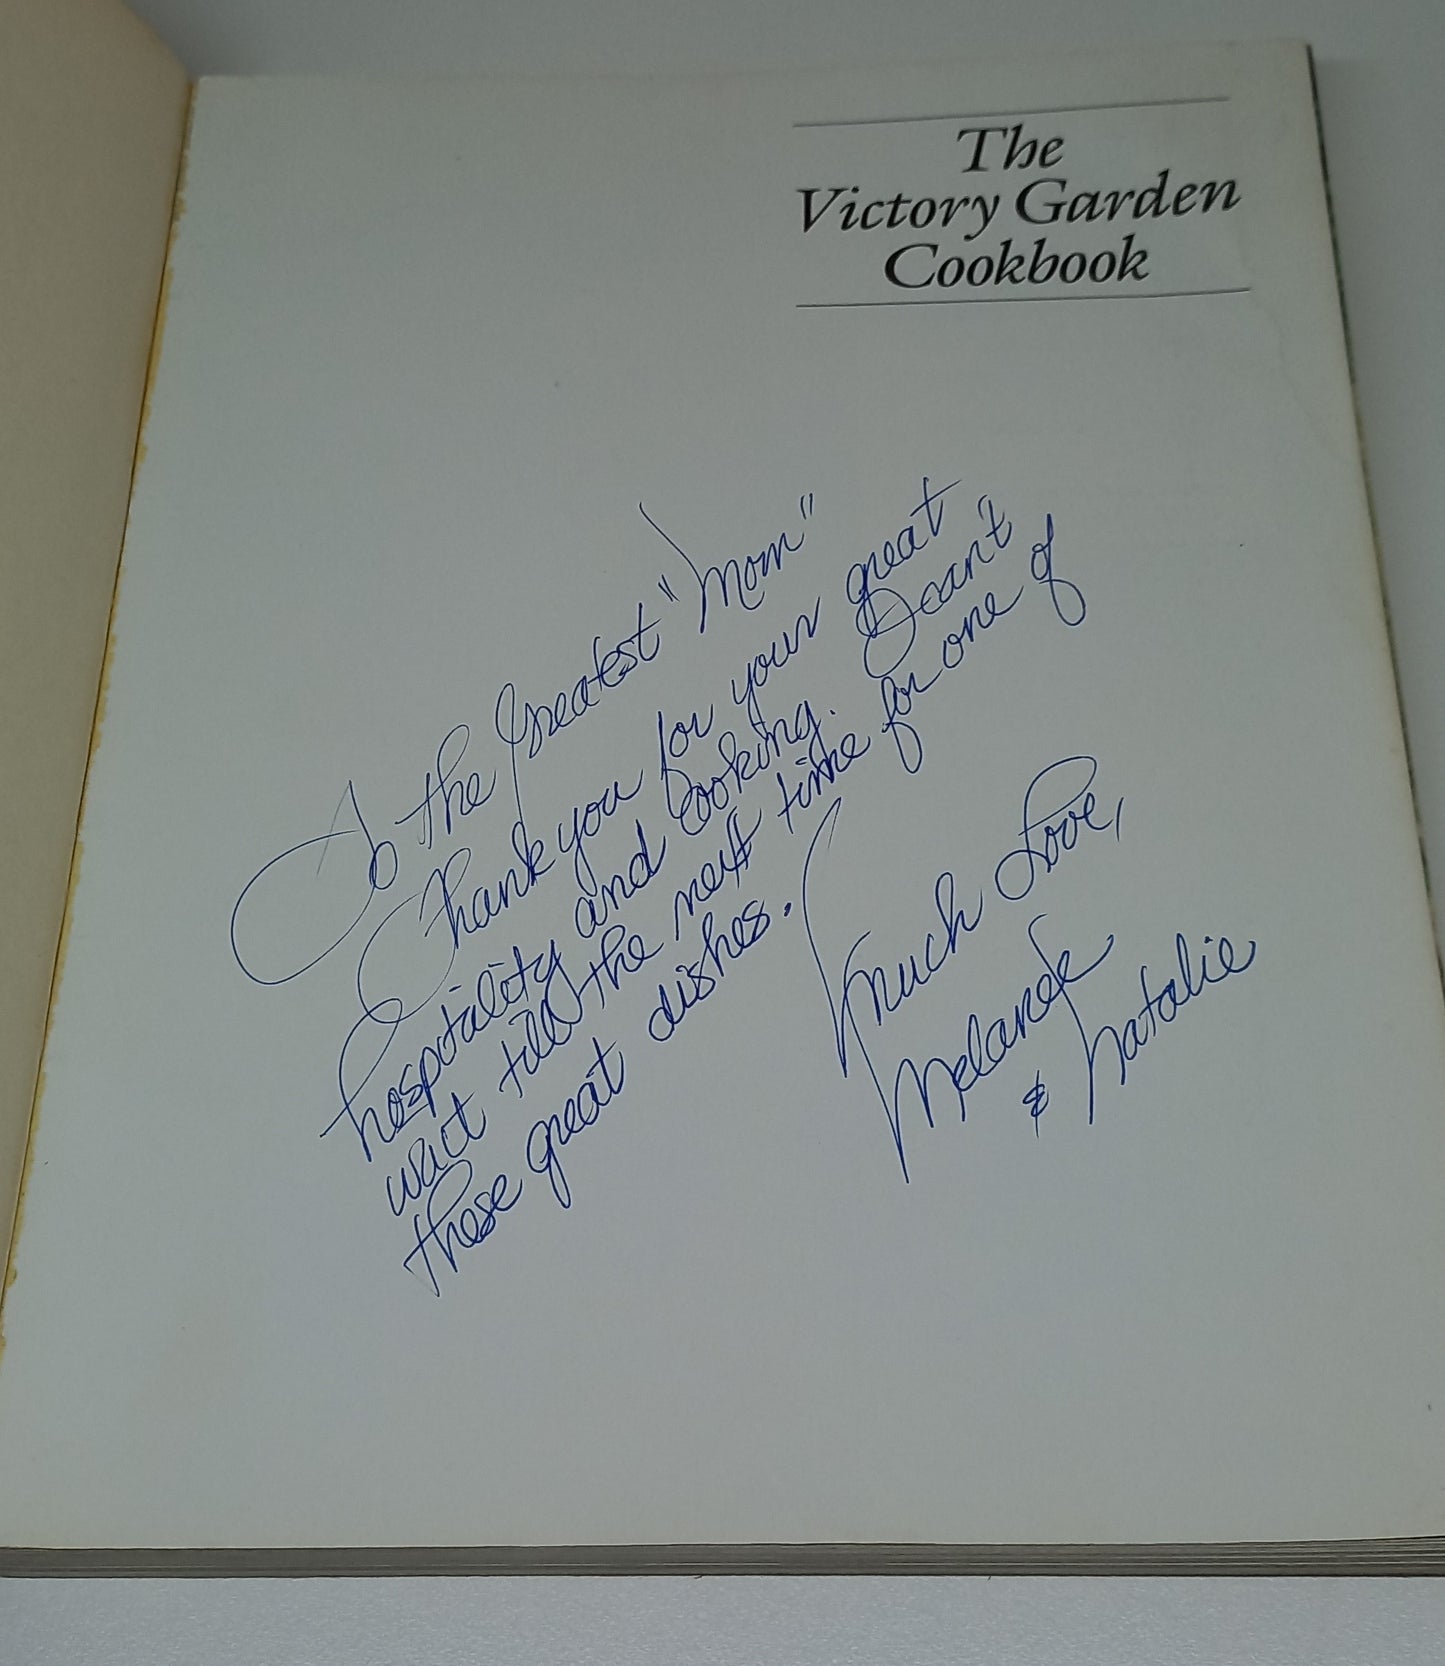 The
Victory Garden
Cookbook
To the Greatest "Mom"
Thank you for your great
hospitality and cooking. I can't
wait till the next time for one of
these great dishes.
Much Love,
Melanie
& Natalie